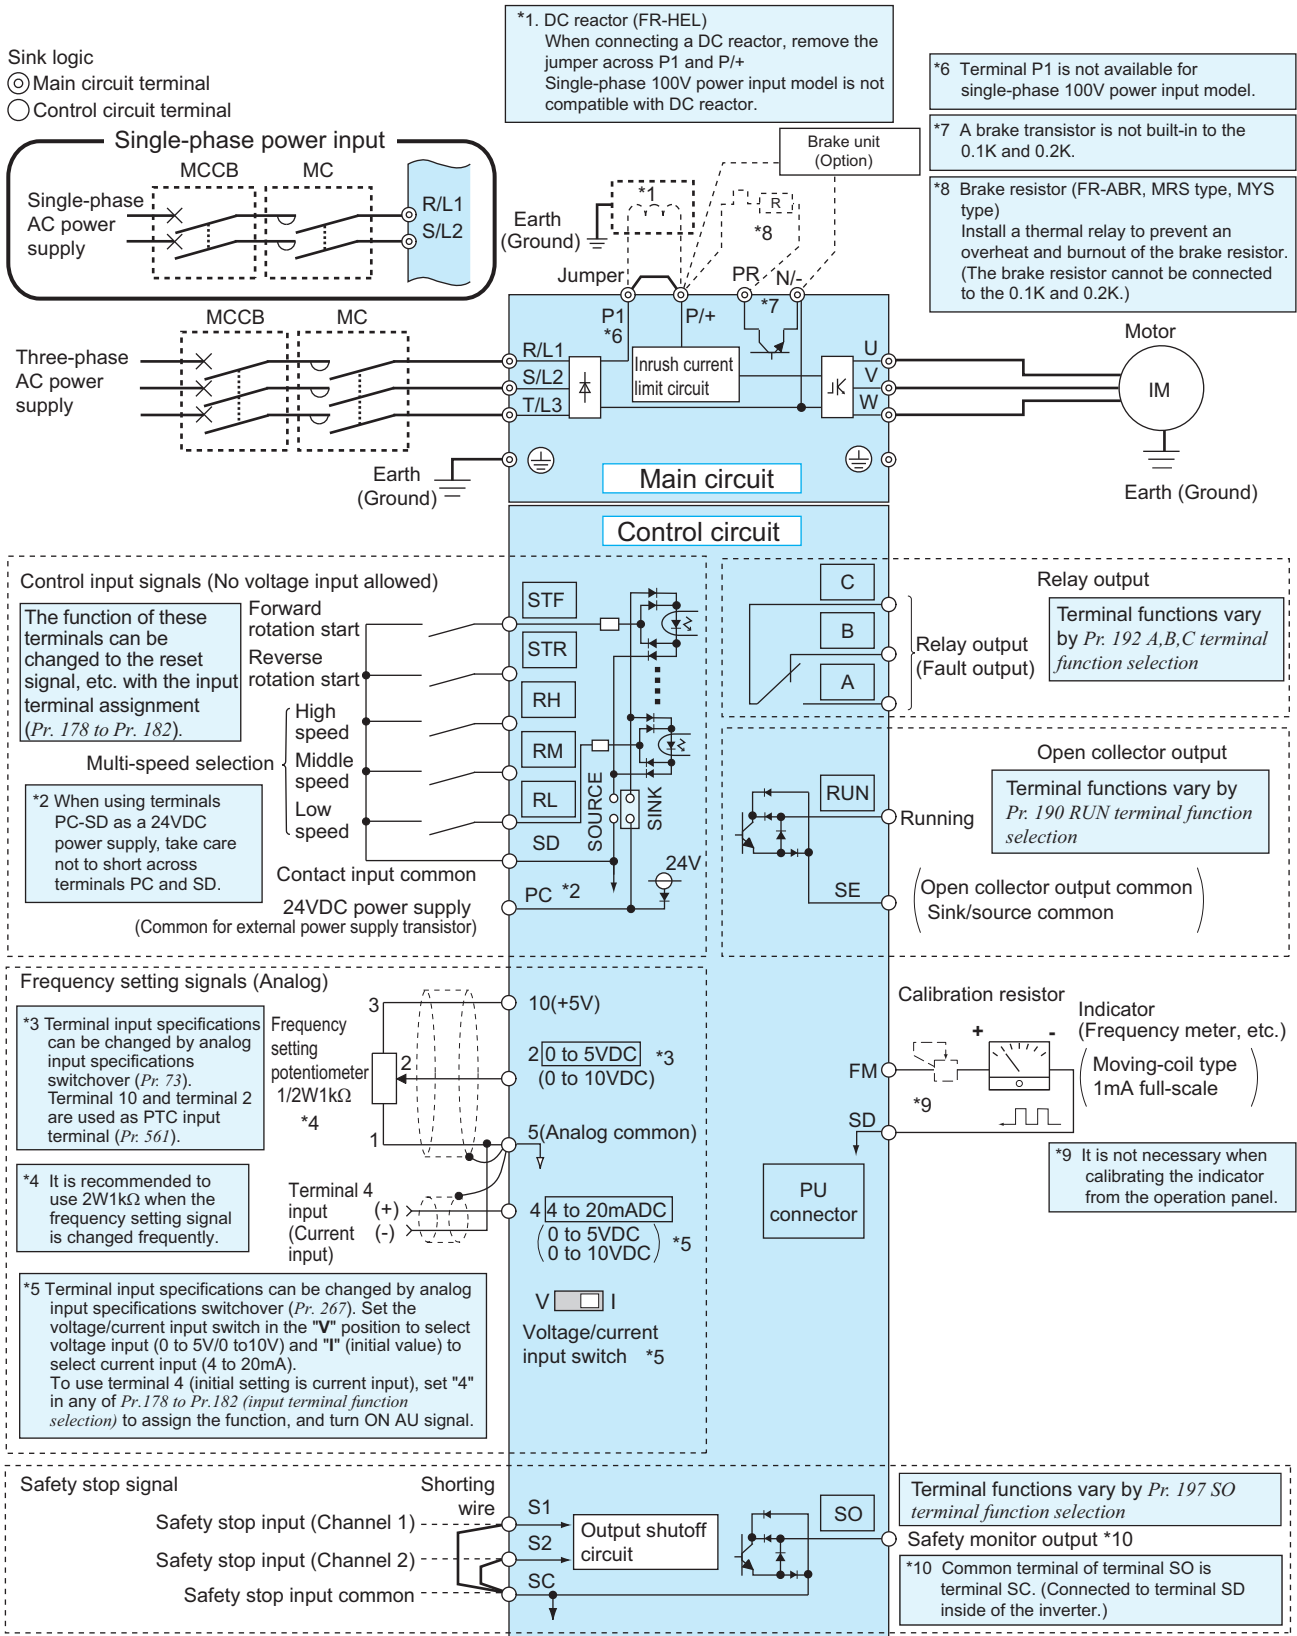 *1. DC reactor (FR-HEL)
When connecting a DC reactor, remove the
jumper across P1 and P/+
Single-phase 100V power input model is not
compatible with DC reactor.
Sink logic
Main circuit terminal
Control circuit terminal
*6 Terminal P1 is not available for
single-phase 100V power input model.
*7 A brake transistor is not built-in to the
0.1K and 0.2K.
*8 Brake resistor (FR-ABR, MRS type, MYS
type)
Install a thermal relay to prevent an
overheat and burnout of the brake resistor.
(The brake resistor cannot be connected
to the 0.1K and 0.2K.)
Single-phase power input
MCCB
MC
Single-phase
AC power
supply
R/L1
S/L2
Brake unit
(Option)
*1
R
*8
Earth
(Ground)
Jumper
PR
N/-
P1
*6
P/+
*7
MCCB
MC
Three-phase
AC power
supply
R/L1
S/L2
T/L3
Inrush current
limit circuit
U
V
W
Motor
IM
Earth
(Ground)
Main circuit
Earth (Ground)
Control circuit
Control input signals (No voltage input allowed)
The function of these
terminals can be
changed to the reset
signal, etc. with the input
terminal assignment
(Pr. 178 to Pr. 182).
Forward
rotation start
Reverse
rotation start
High
speed
Multi-speed selection
Middle
speed
Low
speed
*2 When using terminals
PC-SD as a 24VDC
power supply, take care
not to short across
terminals PC and SD.
Contact input common
24VDC power supply
(Common for external power supply transistor)
STF
STR
RH
RM
RL
SD
PC *2
SOURCE
SINK
24V
C
B
A
Relay output
(Fault output)
Relay output
Terminal functions vary
by Pr. 192 A,B,C terminal
function selection
Open collector output
Terminal functions vary by
Pr. 190 RUN terminal function
selection
RUN
Running
SE
Open collector output common
Sink/source common
Frequency setting signals (Analog)
*3 Terminal input specifications
can be changed by analog
input specifications
switchover (Pr. 73).
Terminal 10 and terminal 2
are used as PTC input
terminal (Pr. 561).
Frequency
setting
potentiometer
1/2W1kΩ
*4
3
2
1
10(+5V)
2 0 to 5VDC *3
(0 to 10VDC)
5(Analog common)
*4 It is recommended to
use 2W1kΩ when the
frequency setting signal
is changed frequently.
Terminal 4
input
(Current
input)
(+)
(-)
4 4 to 20mADC
0 to 5VDC
0 to 10VDC *5
*5 Terminal input specifications can be changed by analog
input specifications switchover (Pr. 267). Set the
voltage/current input switch in the "V" position to select
voltage input (0 to 5V/0 to10V) and "I" (initial value) to
select current input (4 to 20mA).
To use terminal 4 (initial setting is current input), set "4"
in any of Pr.178 to Pr.182 (input terminal function
selection) to assign the function, and turn ON AU signal.
V I
Voltage/current
input switch *5
Calibration resistor
Indicator
(Frequency meter, etc.)
+ -
Moving-coil type
1mA full-scale
FM
*9
SD
PU
connector
*9 It is not necessary when
calibrating the indicator
from the operation panel.
Safety stop signal
Shorting
wire
Safety stop input (Channel 1)
Safety stop input (Channel 2)
Safety stop input common
S1
S2
SC
Output shutoff
circuit
SO
Terminal functions vary by Pr. 197 SO
terminal function selection
Safety monitor output *10
*10 Common terminal of terminal SO is
terminal SC. (Connected to terminal SD
inside of the inverter.)